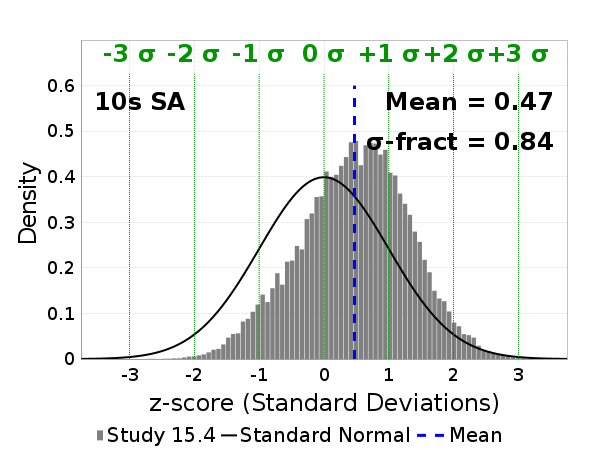 -3 σ -2 σ -1 σ 0 σ +1 σ +2 σ +3 σ
0.6
10s SA
Mean = 0.47
0.5
σ-fract = 0.84
0.4
0.3
0.2
0.1
0
Density
-3 -2 -1 0 1 2 3
z-score (Standard Deviations)
Study 15.4 Standard Normal Mean